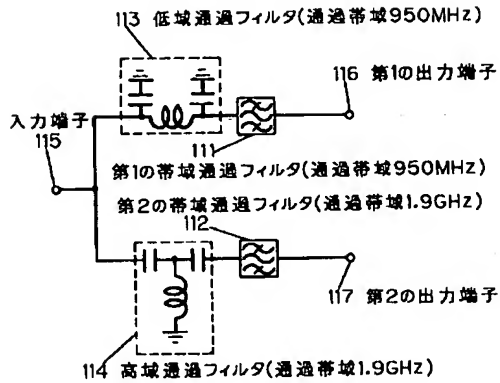 113 低域通過フィルタ(通過帯域950MHz)
116 第1の出力端子
入力端子
115
111
第1の帯域通過フィルタ(通過帯域950MHz)
第2の帯域通過フィルタ(通過帯域1.9GHz)
112
117 第2の出力端子
114 高域通過フィルタ(通過帯域1.9GHz)